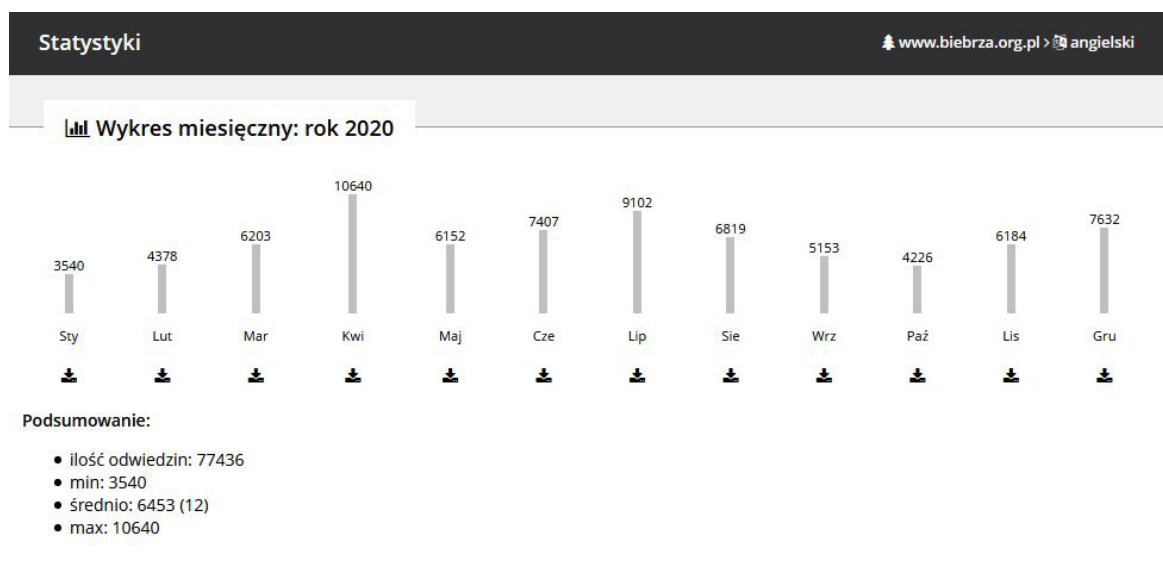 Statystyki
www.biebrza.org.pl > angielski
Wykres miesięczny: rok 2020
3540 4378 6203 10640 6152 7407 9102 6819 5153 4226 6184 7632
Sty Lut Mar Kwi Maj Cze Lip Sie Wrz Paź Lis Gru
Podsumowanie:
ilość odwiedzin: 77436
min: 3540
średnio: 6453 (12)
max: 10640